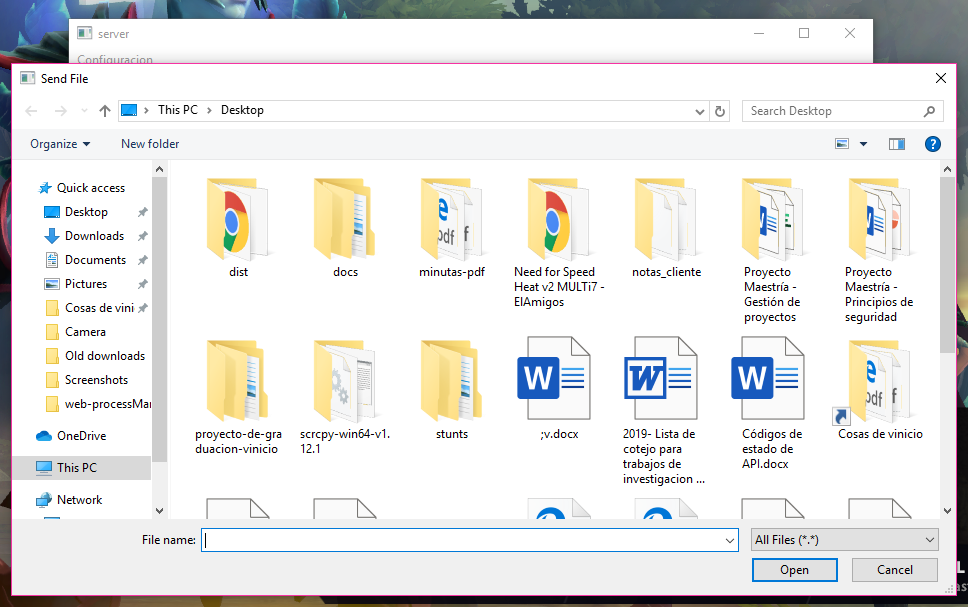 server
Configuracion
Send File
This PC > Desktop
Search Desktop
Organize
New folder
Quick access
Desktop
Downloads
Documents
Pictures
Cosas de vini
Camera
Old downloads
Screenshots
web-processMar
OneDrive
This PC
Network
dist
docs
minutas-pdf
Need for Speed
Heat v2 MULTi7 -
ElAmigos
notas_cliente
Proyecto
Maestría -
Gestión de
proyectos
Proyecto
Maestría -
Principios de
seguridad
proyecto-de-gra
duacion-vinicio
scrcpy-win64-v1.
12.1
stunts
;v.docx
2019- Lista de
cotejo para
trabajos de
investigacion ...
Códigos de
estado de
API.docx
Cosas de vinicio
File name:
All Files (*.*)
Open
Cancel